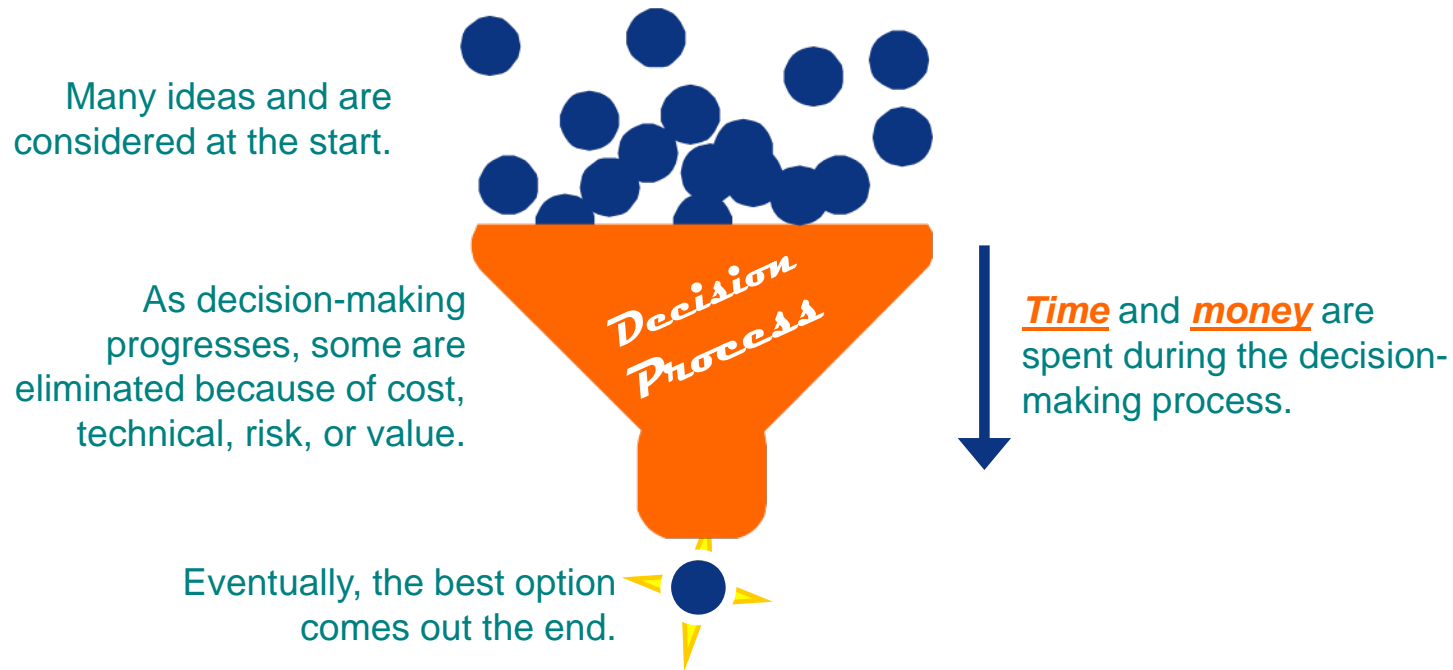 Many ideas and are
considered at the start.
As decision-making
progresses, some are
eliminated because of cost,
technical, risk, or value.
Decision
Process
Time and money are
spent during the decision-
making process.
Eventually, the best option
comes out the end.